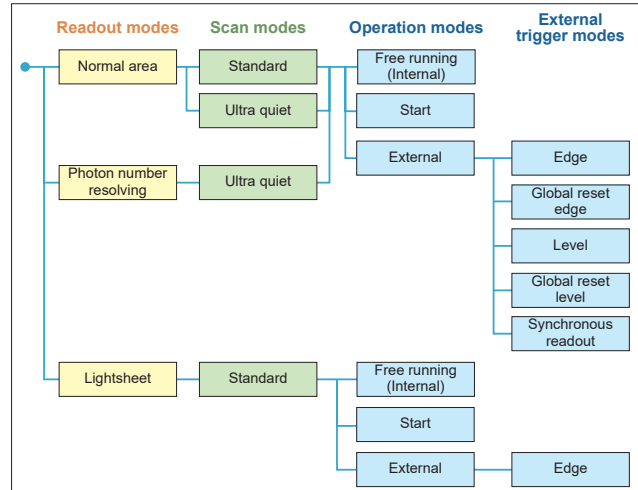 Readout modes
Scan modes
Operation modes
External
trigger modes
Normal area
Standard
Free running
(Internal)
Ultra quiet
Start
External
Edge
Photon number
resolving
Ultra quiet
Global reset
edge
Level
Global reset
level
Synchronous
readout
Lightsheet
Standard
Free running
(Internal)
Start
External
Edge